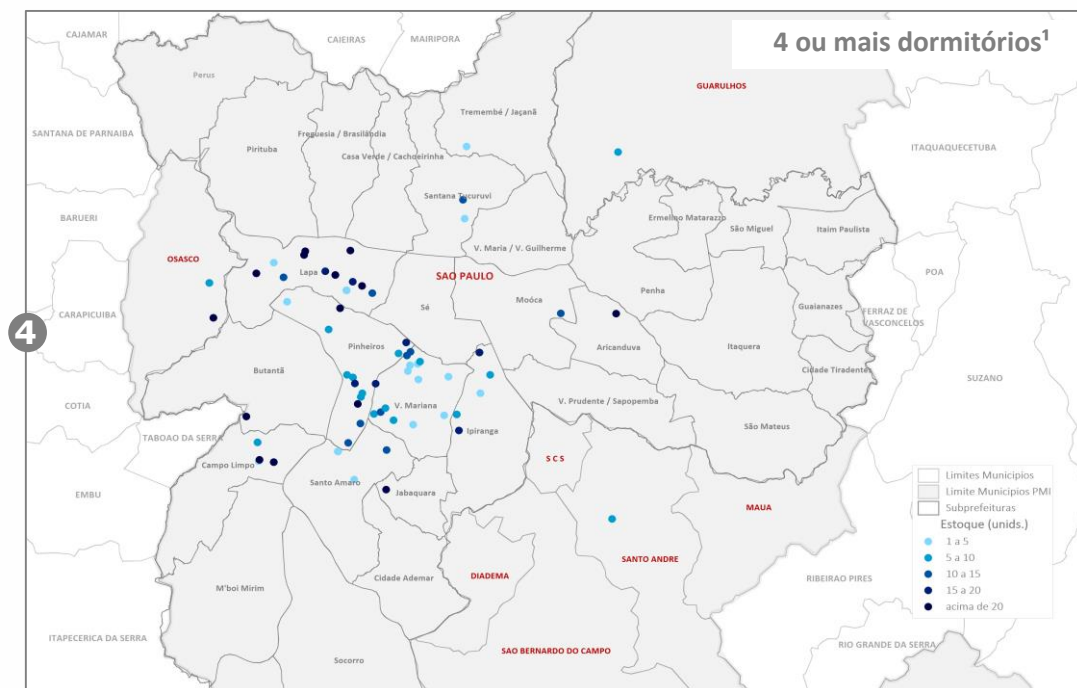 4 ou mais dormitórios¹
CAJAMAR
CAIEIRAS
MAIRIPORA
Perus
GUARULHOS
Tremembé / Jaçanã
SANTANA DE PARNAIBA
Freguesia / Brasilândia
Pirituba
Casa Verde / Cachoeirinha
ITAQUAQUECETUBA
Santana Tucuruvi
BARUERI
Ermelino Matarazzo
São Miguel
Itaim Paulista
V. Maria / V. Guilherme
OSASCO
Lapa
SAO PAULO
POA
Penha
Moóca
Sé
Guaianazes
FERRAZ DE VASCONCELOS
CARAPICUIBA
4
Pinheiros
Aricanduva
Itaquera
Butantã
Cidade Tiradentes
SUZANO
COTIA
V. Mariana
V. Prudente / Sapopemba
Ipiranga
São Mateus
TABOAO DA SERRA
S C S
Campo Limpo
Santo Amaro
Jabaquara
EMBU
MAUA
Limites Municipios
Limite Municipios PMI
Subprefeituras
Estoque (unids.)
1 a 5
5 a 10
10 a 15
15 a 20
acima de 20
SANTO ANDRE
Cidade Ademar
DIADEMA
M'boi Mirim
RIBEIRAO PIRES
ITAPECERICA DA SERRA
RIO GRANDE DA SERRA
SAO BERNARDO DO CAMPO
Socorro